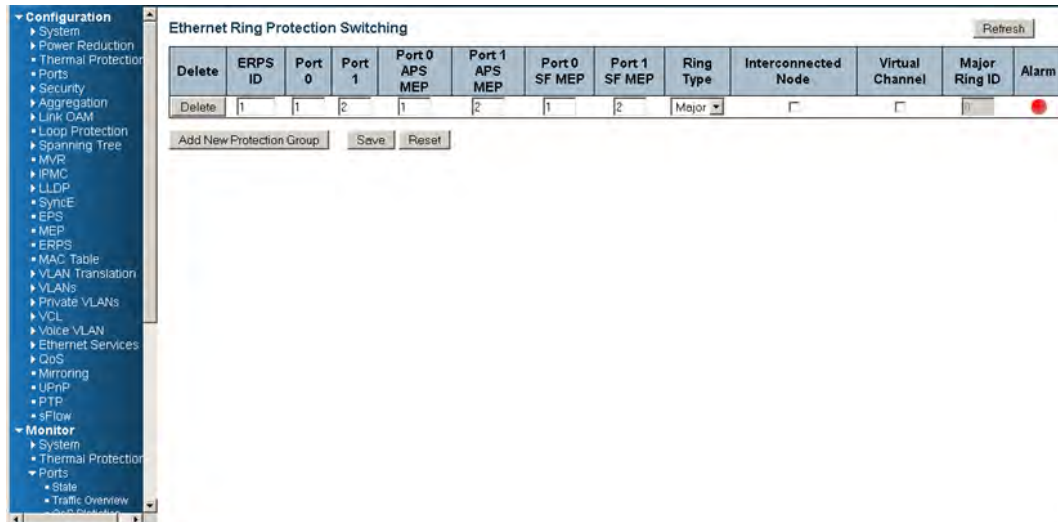 Configuration
System
Power Reduction
Thermal Protection
Ports
Security
Aggregation
Link OAM
Loop Protection
Spanning Tree
MVR
IPMC
LLDP
SyncE
EPS
MEP
ERPS
MAC Table
VLAN Translation
VLANs
Private VLANs
VCL
Voice VLAN
Ethernet Services
QoS
Mirroring
UPnP
PTP
sFlow
Monitor
System
Thermal Protection
Ports
State
Traffic Overview
QoS Statistics
Ethernet Ring Protection Switching
Refresh
Delete ERPS ID Port 0 Port 1 Port 0 APS MEP Port 1 APS MEP Port 0 SF MEP Port 1 SF MEP Ring Type Interconnected Node Virtual Channel Major Ring ID Alarm
Delete 1 1 2 1 2 1 2 Major 0
Add New Protection Group Save Reset